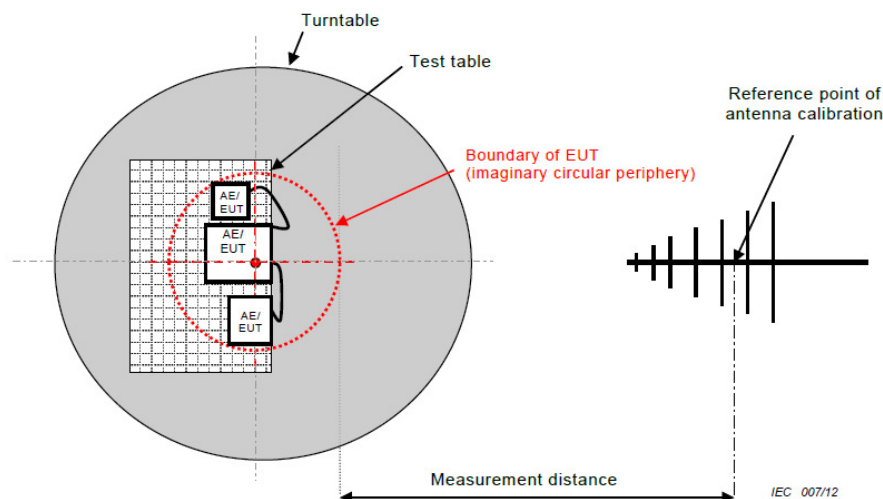 Turntable
Test table
Reference point of
antenna calibration
Boundary of EUT
(imaginary circular periphery)
AE/
EUT
AE/
EUT
AE/
EUT
Measurement distance
IEC 007/12